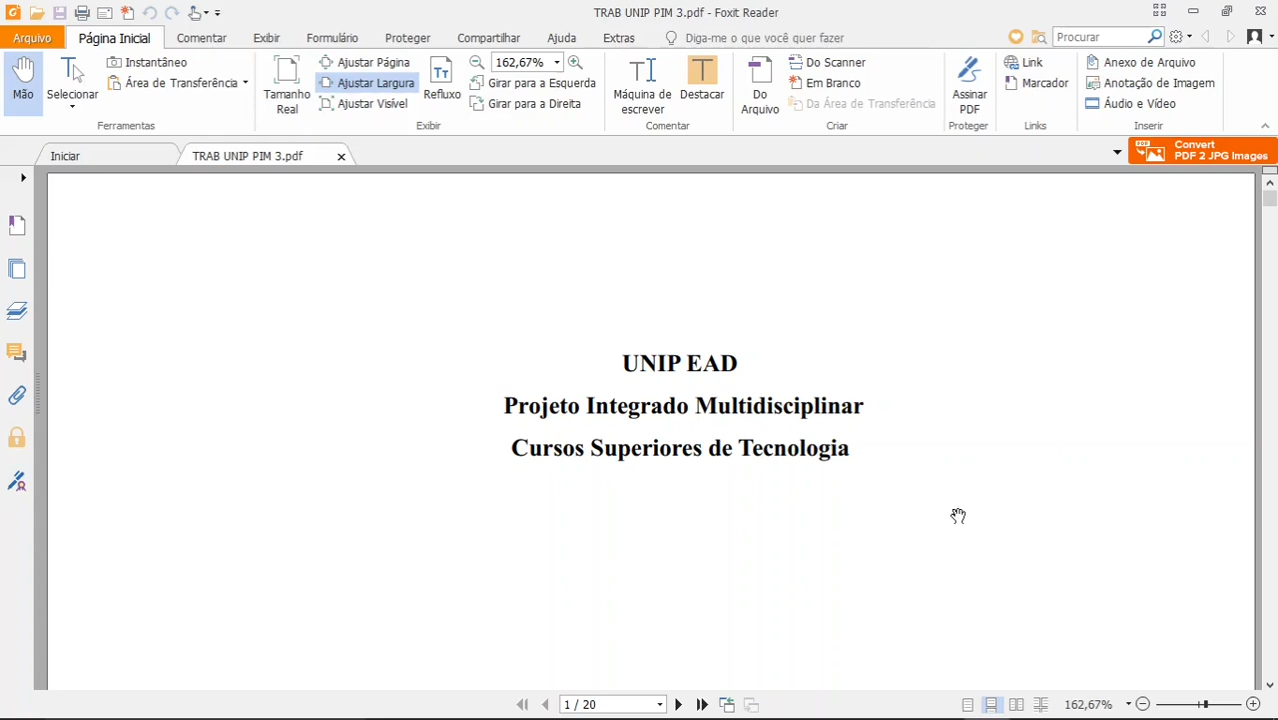 TRAB UNIP PIM 3.pdf - Foxit Reader
Arquivo Página Inicial Comentar Exibir Formulário Proteger Compartilhar Ajuda Extras Diga-me o que você quer fazer Procurar
Mão
Selecionar
Instantâneo
Área de Transferência
Ferramentas
Tamanho
Real
Ajustar Página
Ajustar Largura
Ajustar Visível
Refluxo
162,67%
Girar para a Esquerda
Girar para a Direita
Exibir
Máquina de
escrever
Destacar
Comentar
Do
Arquivo
Do Scanner
Em Branco
Da Área de Transferência
Criar
Assinar
PDF
Proteger
Link
Marcador
Links
Anexo de Arquivo
Anotação de Imagem
Áudio e Vídeo
Inserir
Iniciar
TRAB UNIP PIM 3.pdf
Convert
PDF 2 JPG Images
UNIP EAD
Projeto Integrado Multidisciplinar
Cursos Superiores de Tecnologia
1 / 20
162,67%